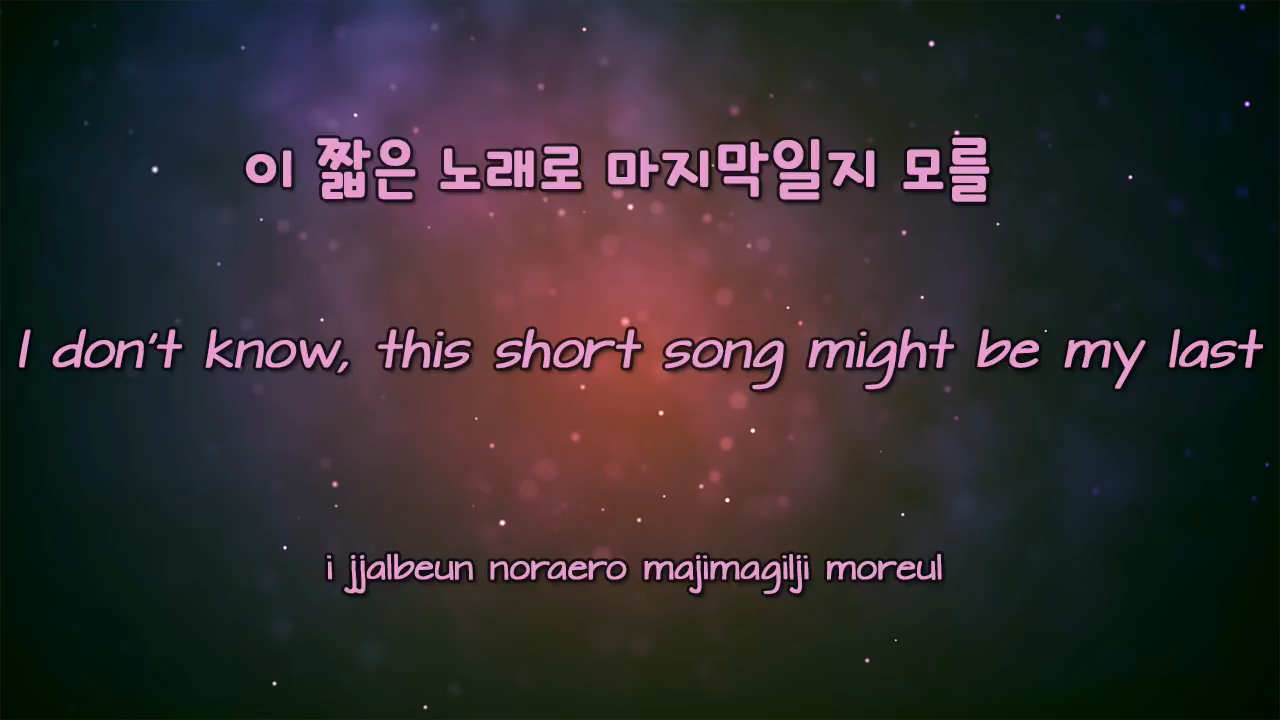 이 짧은 노래로 마지막일지 모를
I don't know, this short song might be my last
i jjalbeun noraero majimagilji moreul